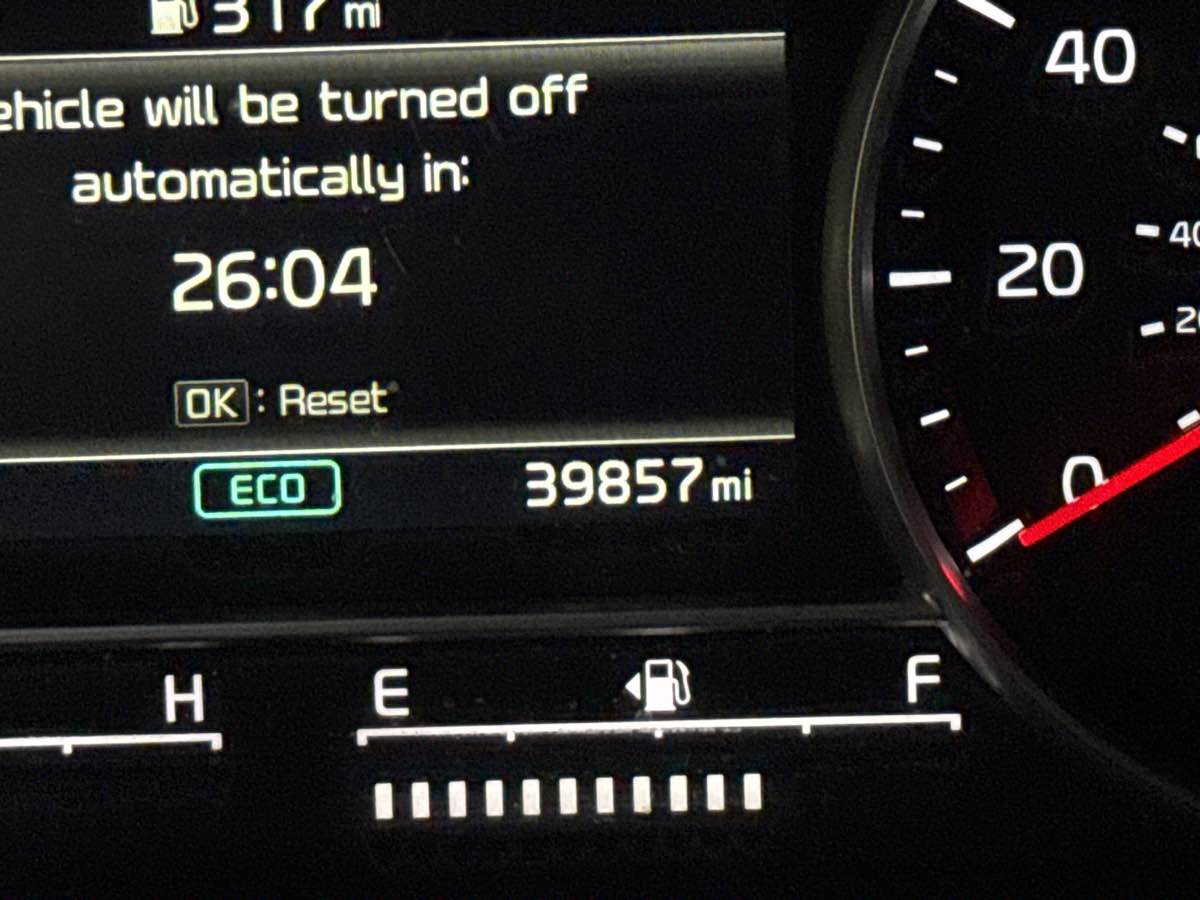 317 mi
ehicle will be turned off
automatically in:
26:04
OK : Reset
ECO
39857 mi
H
E
F
40
20
0
40